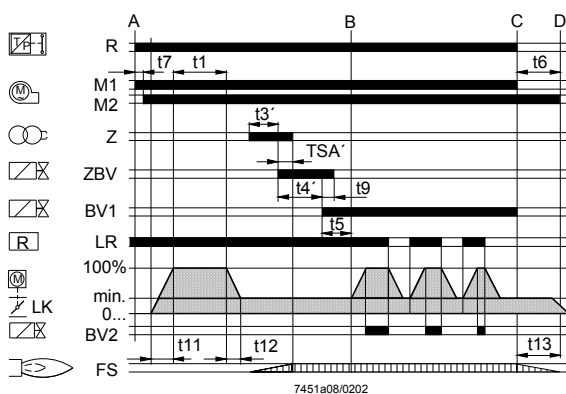 A B C D
R
t7 t1 t6
M1
M2
t3´
Z
TSA´
ZBV
t4´ t9
BV1
t5
R LR
100%
M
min.
LK
0...
BV2
t11 t12 t13
FS
7451a08/0202